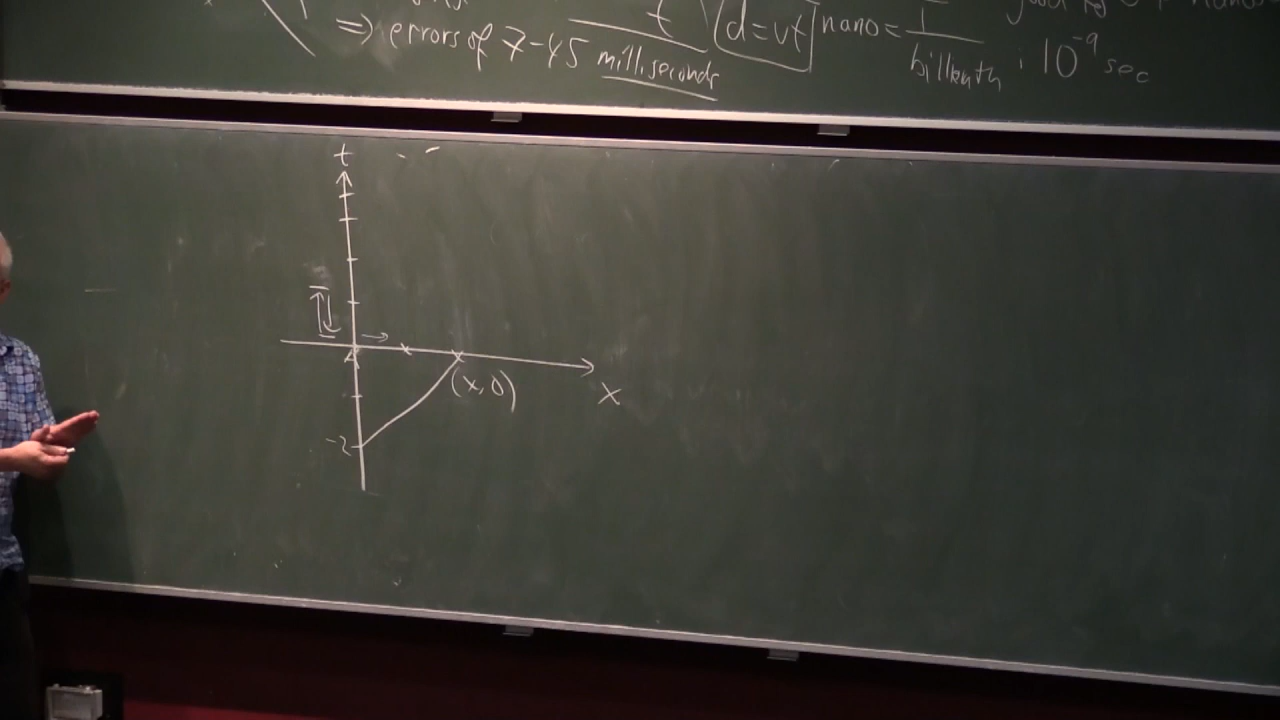 t
⇒ errors of 7-45 milliseconds
d=vt
nano = 1 / billionth : 10⁻⁹ sec
t
(x,0)
x
-2